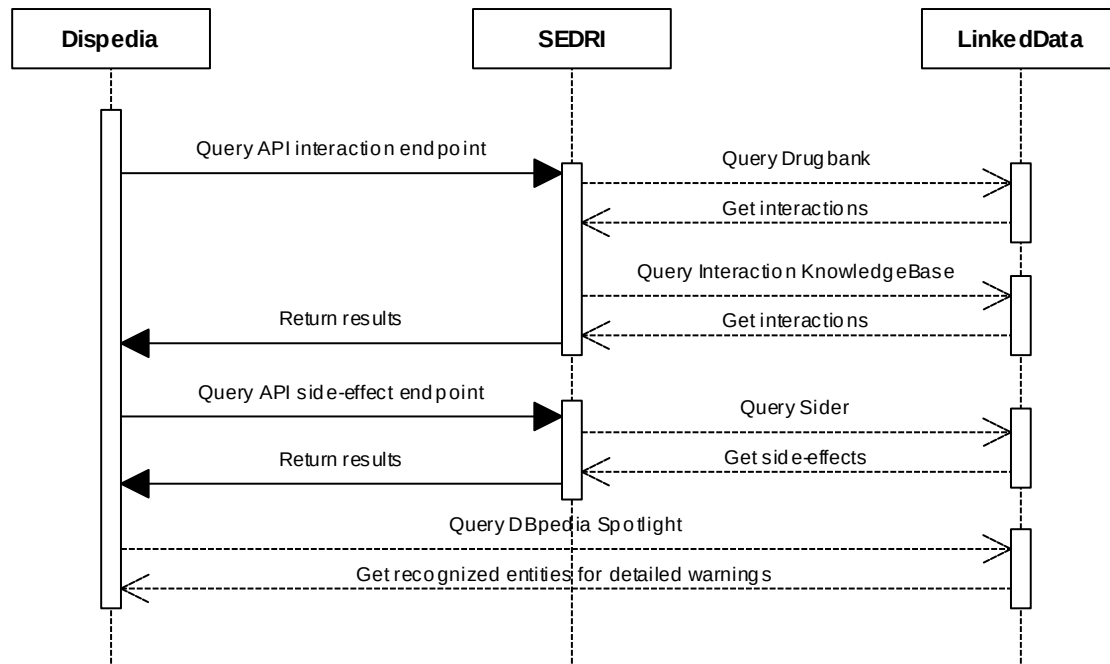 Dispedia
SEDRI
LinkedData
Query API interaction endpoint
Query Drugbank
Get interactions
Query Interaction KnowledgeBase
Return results
Get interactions
Query API side-effect endpoint
Query Sider
Return results
Get side-effects
Query DBpedia Spotlight
Get recognized entities for detailed warnings